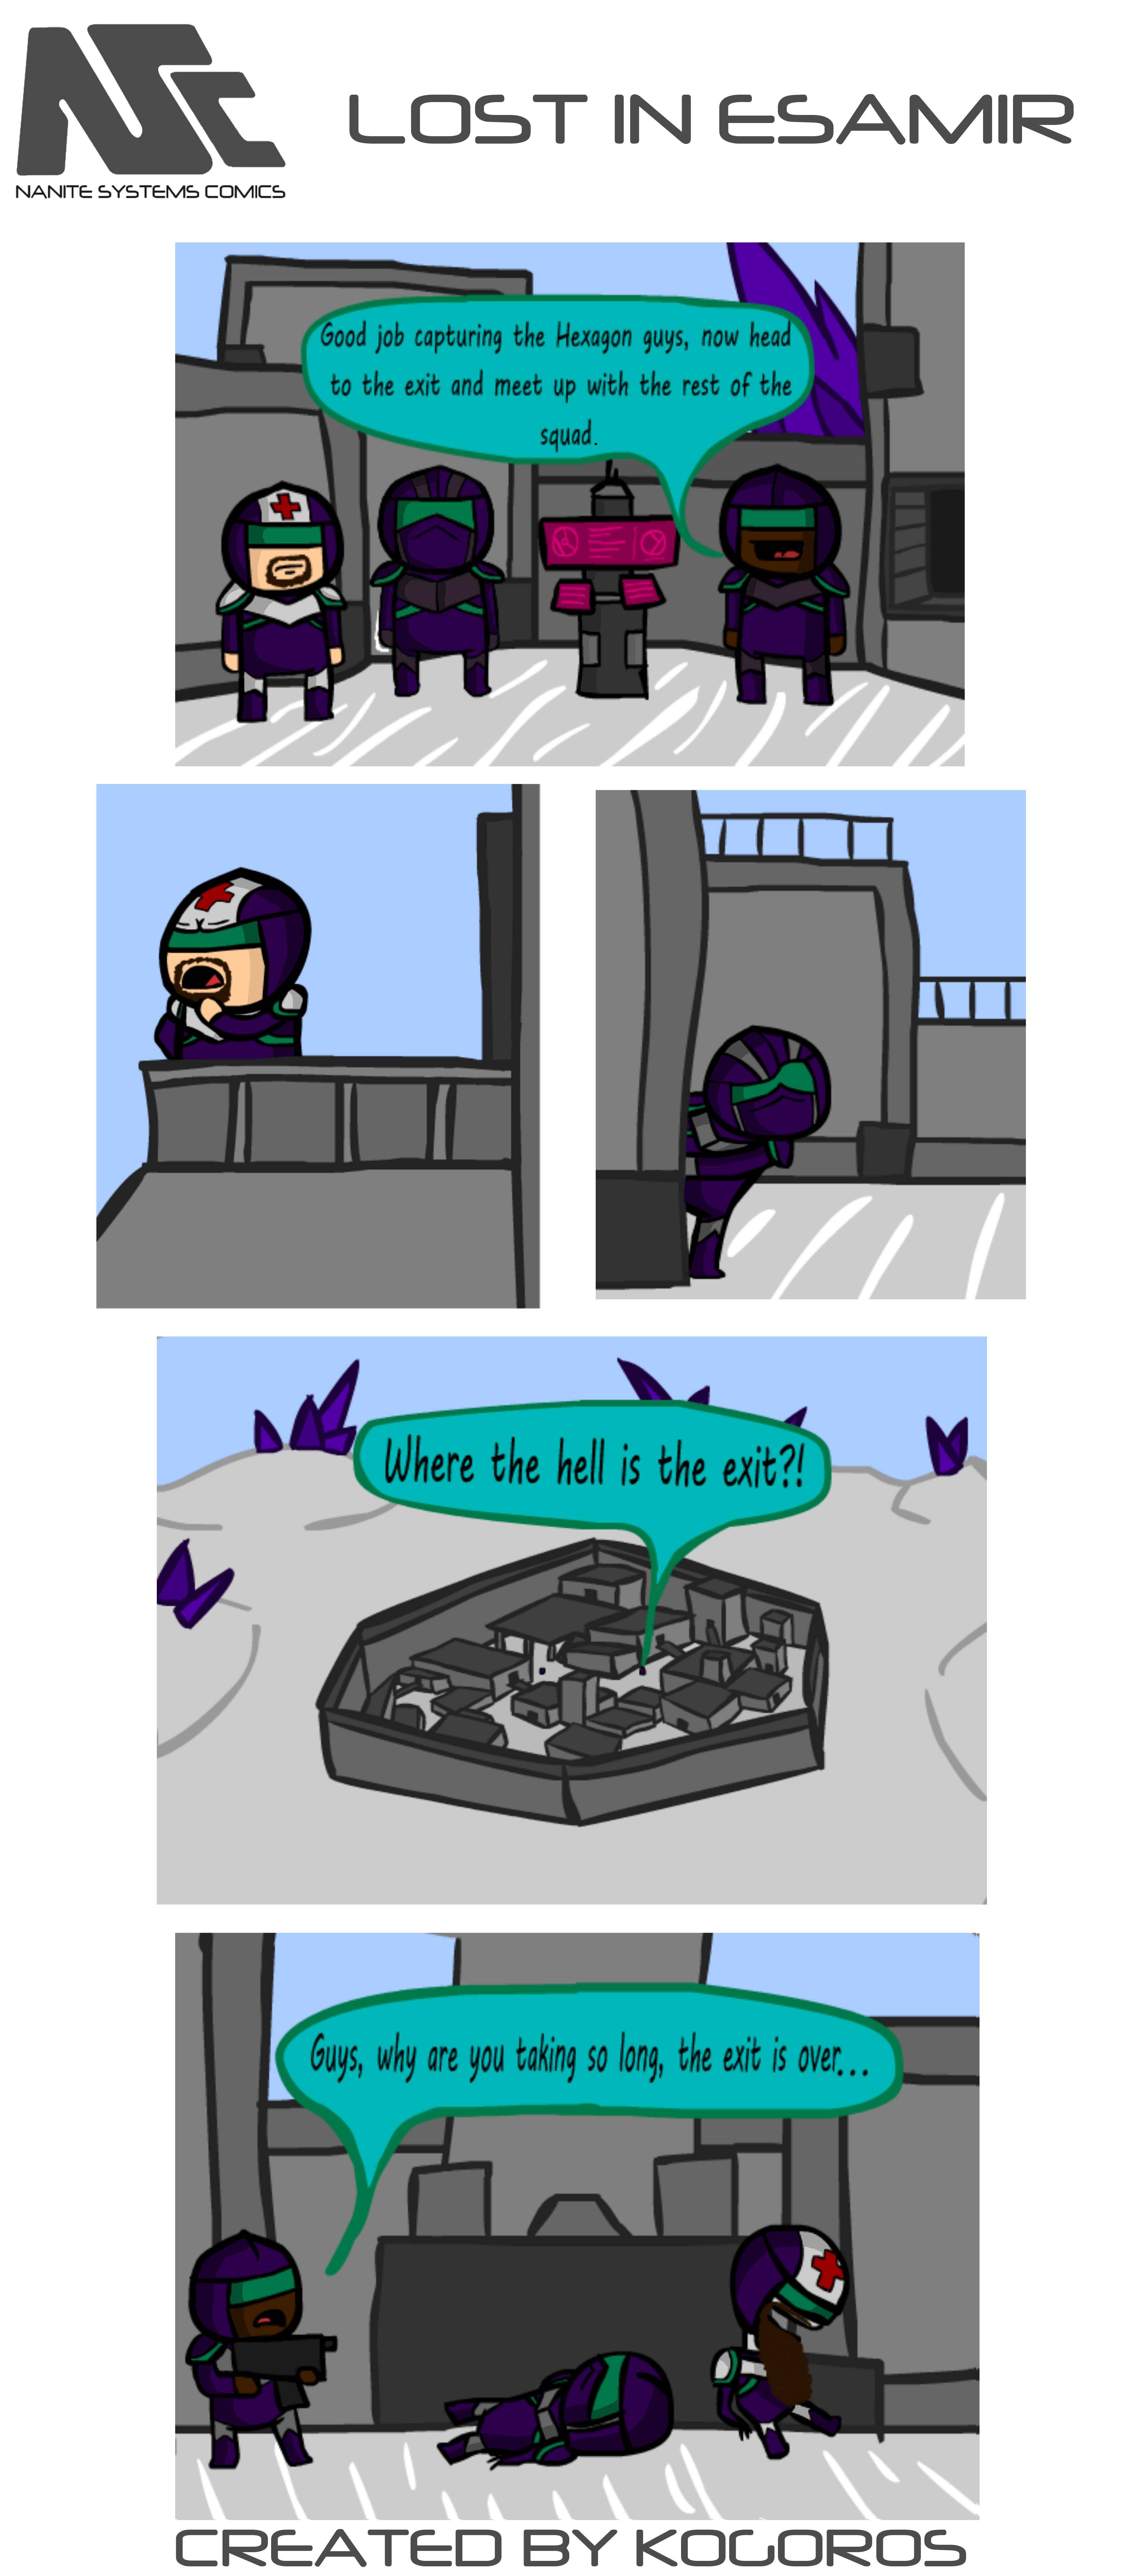 NSC
NANITE SYSTEMS COMICS
LOST IN ESAMIR
Good job capturing the Hexagon guys, now head
to the exit and meet up with the rest of the
squad.
Where the hell is the exit?!
Guys, why are you taking so long, the exit is over...
CREATED BY KOGOROS